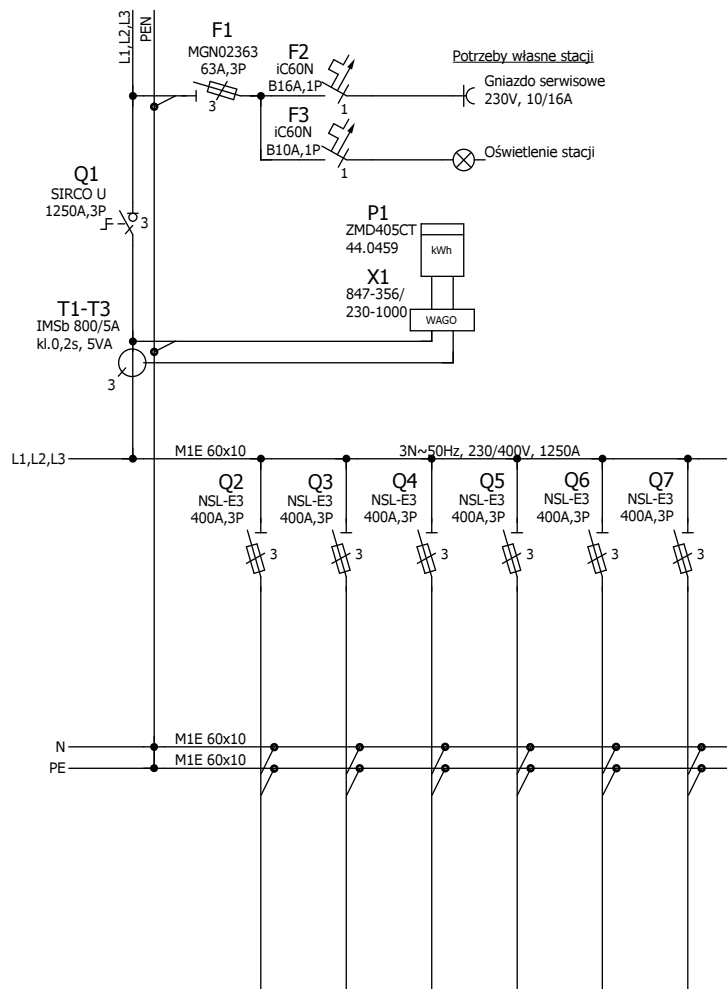 L1,L2,L3
PEN
F1
MGN02363
63A,3P
3
F2
iC60N
B16A,1P
1
Potrzeby własne stacji
Gniazdo serwisowe
230V, 10/16A
F3
iC60N
B10A,1P
1
Oświetlenie stacji
Q1
SIRCO U
1250A,3P
3
P1
ZMD405CT
44.0459
kWh
X1
847-356/
230-1000
WAGO
T1-T3
IMSb 800/5A
kl.0,2s, 5VA
3
L1,L2,L3
M1E 60x10
3N~50Hz, 230/400V, 1250A
Q2
NSL-E3
400A,3P
3
Q3
NSL-E3
400A,3P
3
Q4
NSL-E3
400A,3P
3
Q5
NSL-E3
400A,3P
3
Q6
NSL-E3
400A,3P
3
Q7
NSL-E3
400A,3P
3
N
M1E 60x10
PE
M1E 60x10